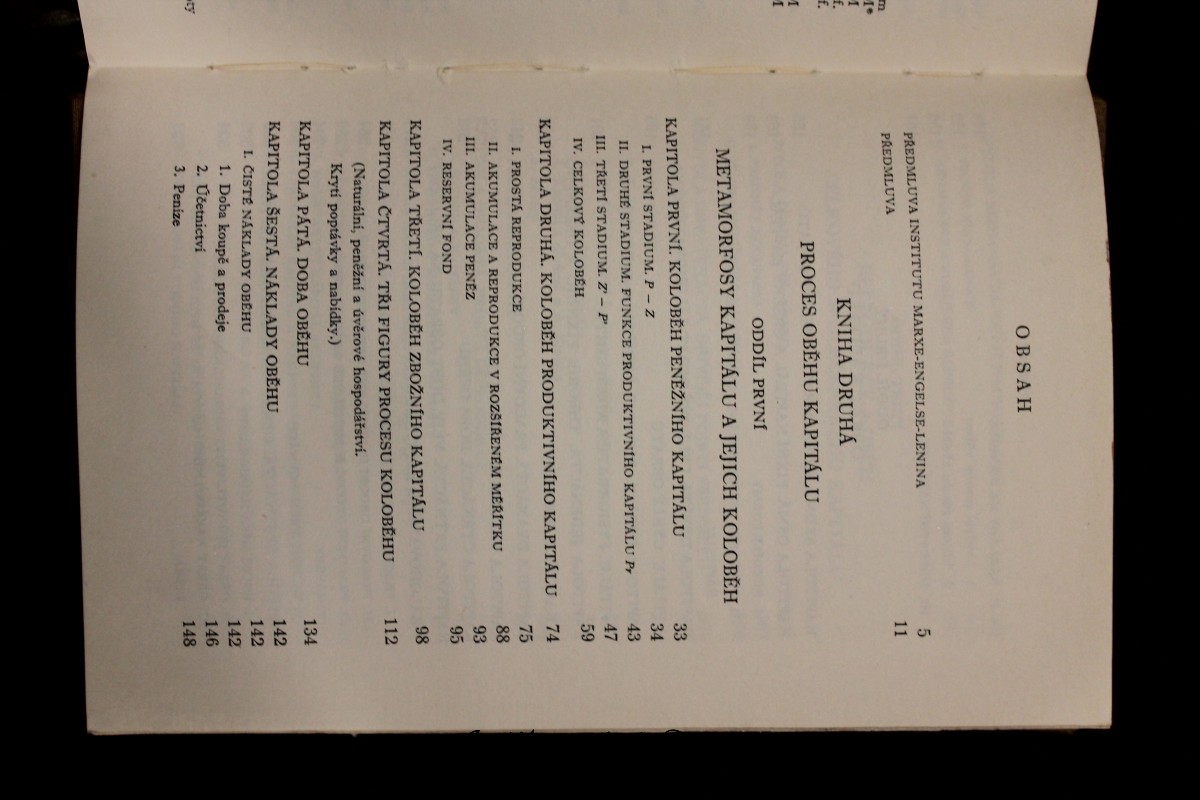 OBSAH
PŘEDMLUVA INSTITUTU MARXE-ENGELSE-LENINA 5
PŘEDMLUVA 11
KNIHA DRUHÁ
PROCES OBĚHU KAPITÁLU
ODDÍL PRVNÍ
METAMORFOSY KAPITÁLU A JEJICH KOLOBĚH
KAPITOLA PRVNÍ. KOLOBĚH PENĚŽNÍHO KAPITÁLU 33
I. PRVNÍ STADIUM. P – Z 34
II. DRUHÉ STADIUM. FUNKCE PRODUKTIVNÍHO KAPITÁLU Pr 43
III. TŘETÍ STADIUM. Z' – P' 47
IV. CELKOVÝ KOLOBĚH 59
KAPITOLA DRUHÁ. KOLOBĚH PRODUKTIVNÍHO KAPITÁLU 74
I. PROSTÁ REPRODUKCE 75
II. AKUMULACE A REPRODUKCE V ROZŠÍŘENÉM MĚŘÍTKU 88
III. AKUMULACE PENĚZ 93
IV. RESERVNÍ FOND 95
KAPITOLA TŘETÍ. KOLOBĚH ZBOŽNÍHO KAPITÁLU 98
KAPITOLA ČTVRTÁ. TŘI FIGURY PROCESU KOLOBĚHU 112
(Naturální, peněžní a úvěrové hospodářství.
Krytí poptávky a nabídky.)
KAPITOLA PÁTÁ. DOBA OBĚHU 134
KAPITOLA ŠESTÁ. NÁKLADY OBĚHU 142
I. ČISTÉ NÁKLADY OBĚHU 142
1. Doba koupě a prodeje 142
2. Účetnictví 146
3. Peníze 148